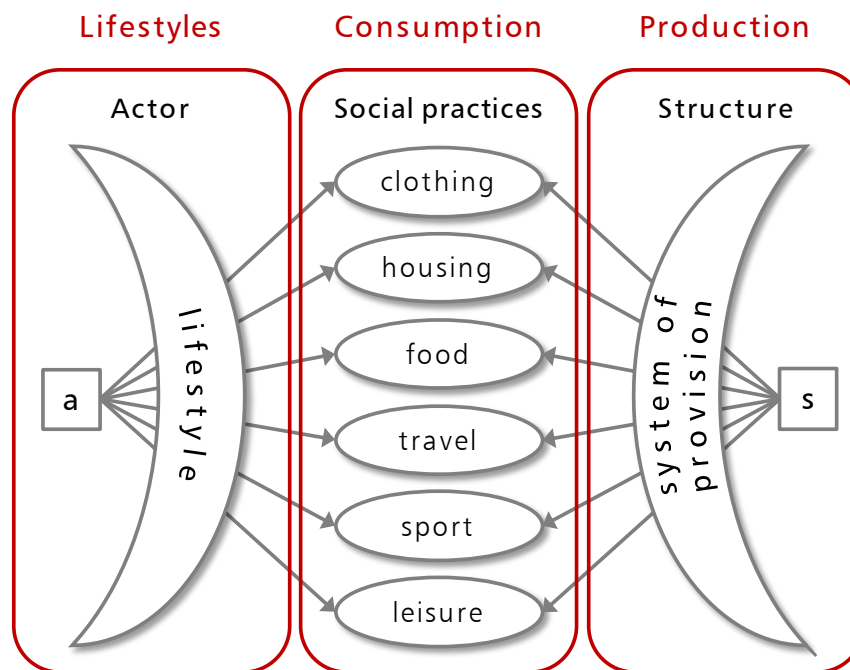 Lifestyles Consumption Production
Actor Social practices Structure
clothing
housing
food
travel
sport
leisure
a
lifestyle
system of
provision
s